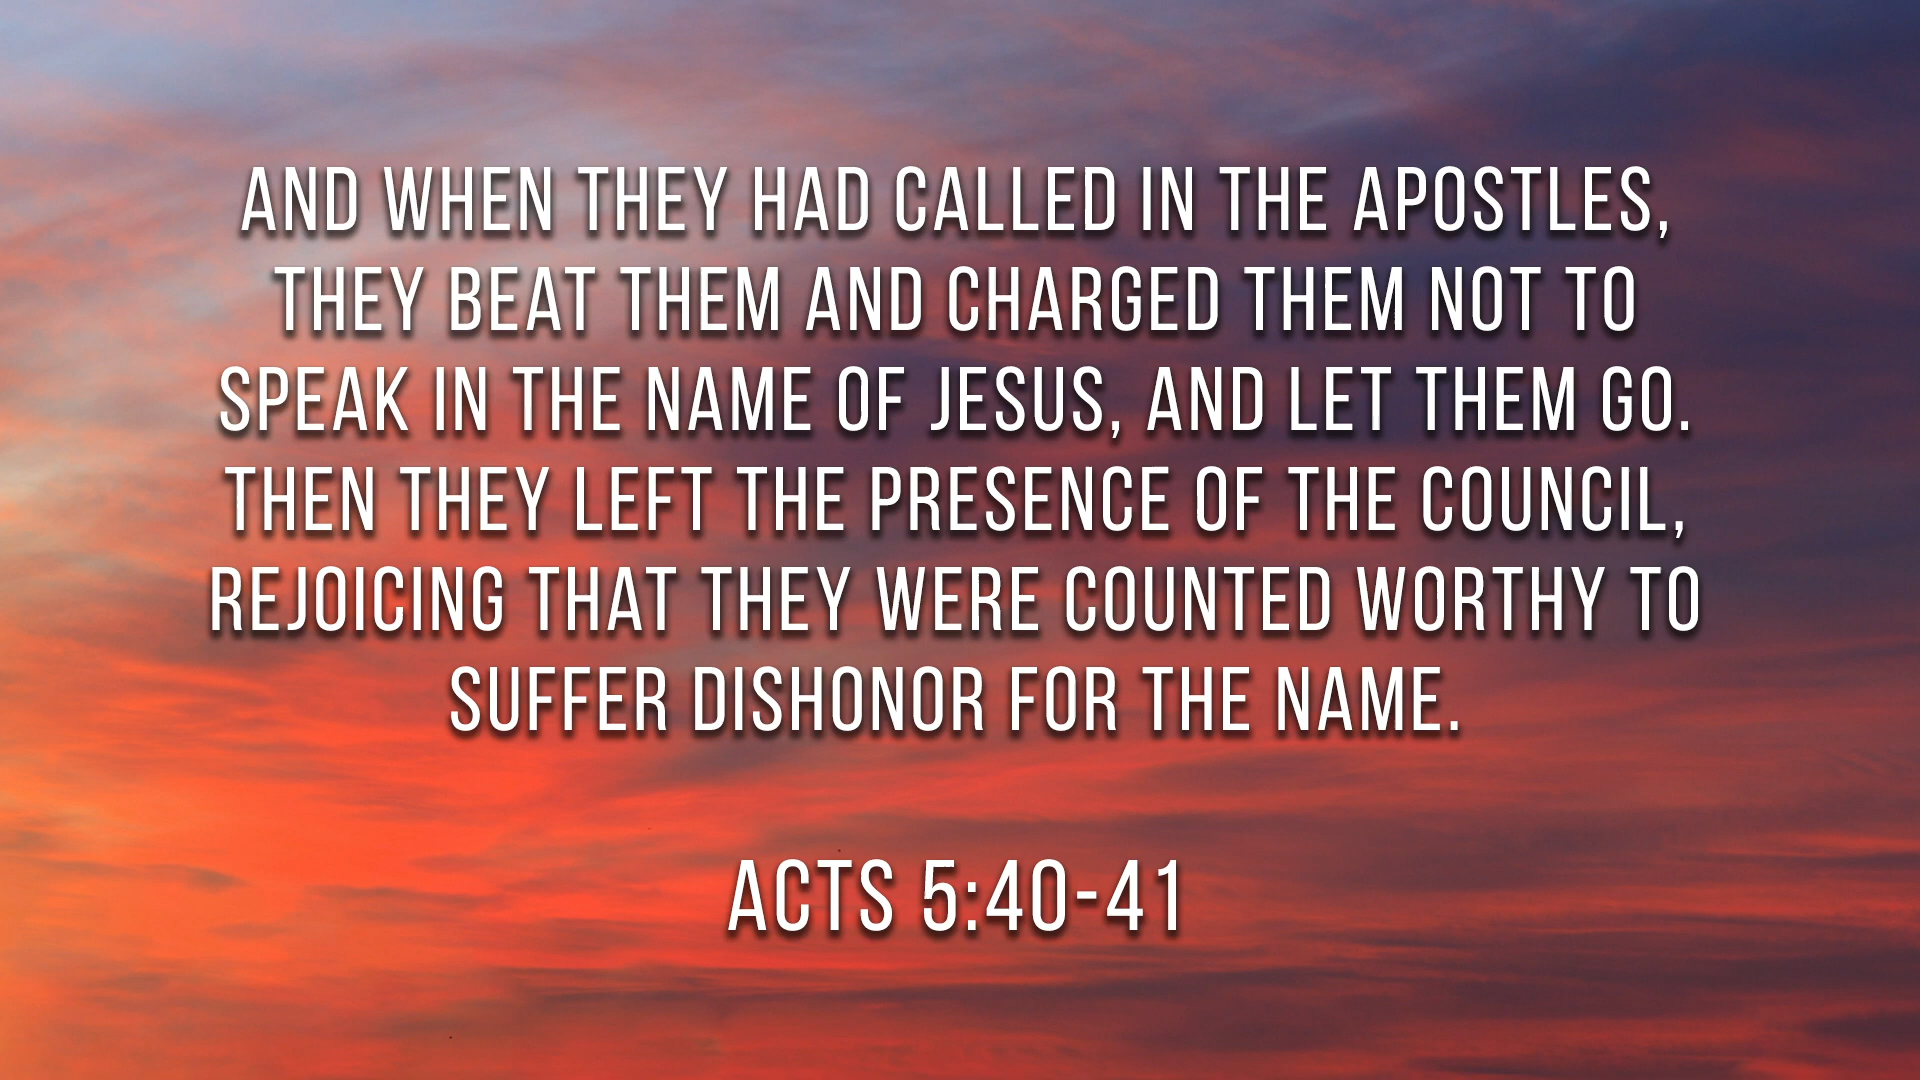 AND WHEN THEY HAD CALLED IN THE APOSTLES,
THEY BEAT THEM AND CHARGED THEM NOT TO
SPEAK IN THE NAME OF JESUS, AND LET THEM GO.
THEN THEY LEFT THE PRESENCE OF THE COUNCIL,
REJOICING THAT THEY WERE COUNTED WORTHY TO
SUFFER DISHONOR FOR THE NAME.
ACTS 5:40-41